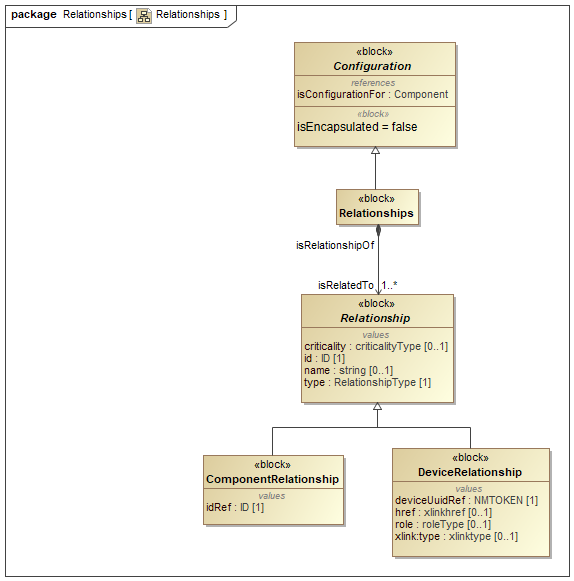 package Relationships [ Relationships ]
«block»
Configuration
references
isConfigurationFor : Component
«block»
isEncapsulated = false
«block»
Relationships
isRelationshipOf
isRelatedTo 1..*
«block»
Relationship
values
criticality : criticalityType [0..1]
id : ID [1]
name : string [0..1]
type : RelationshipType [1]
«block»
ComponentRelationship
values
idRef : ID [1]
«block»
DeviceRelationship
values
deviceUuidRef : NMTOKEN [1]
href : xlinkhref [0..1]
role : roleType [0..1]
xlink:type : xlinktype [0..1]